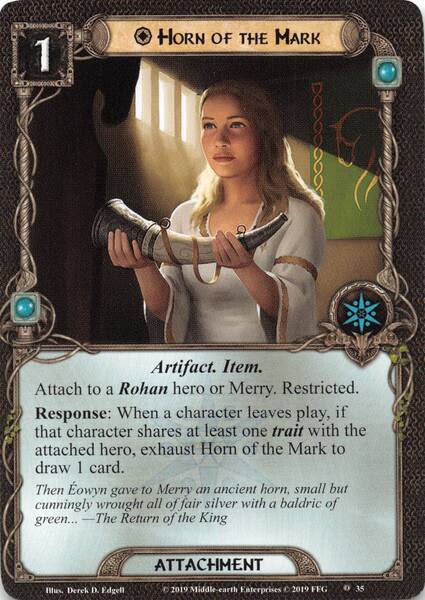 1
Horn of the Mark
Artifact. Item.
Attach to a Rohan hero or Merry. Restricted.
Response: When a character leaves play, if
that character shares at least one trait with the
attached hero, exhaust Horn of the Mark to
draw 1 card.
Then Éowyn gave to Merry an ancient horn, small but
cunningly wrought all of fair silver with a baldric of
green... —The Return of the King
ATTACHMENT
Illus. Derek D. Edgell © 2019 Middle-earth Enterprises © 2019 FFG 35